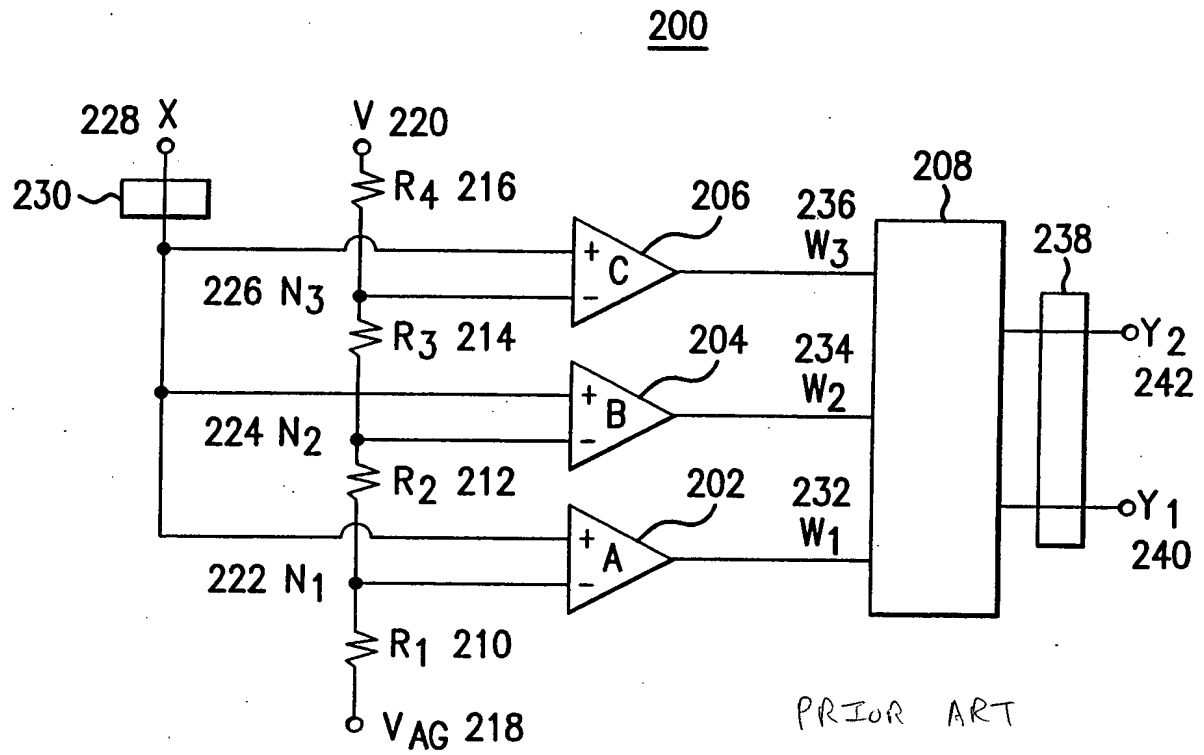 200
228 X
V 220
230
R4 216
206
236
W3
208
238
+
C
−
226 N3
R3 214
204
234
W2
Y2
242
+
B
−
224 N2
R2 212
202
232
W1
Y1
240
+
A
−
222 N1
R1 210
VAG 218
PRIOR ART